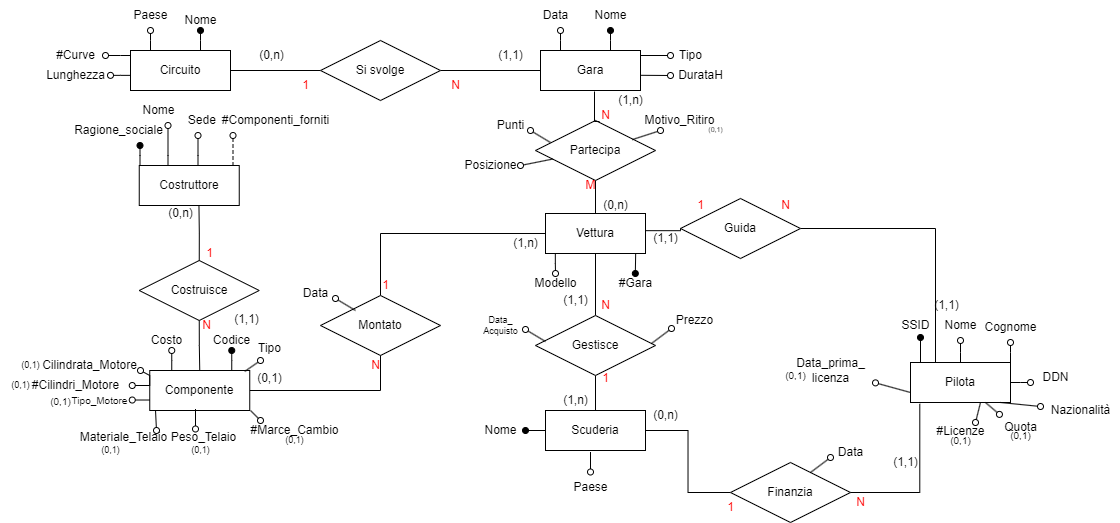 Paese
Nome
#Curve
Lunghezza
Circuito
(0,n)
1
Si svolge
N
(1,1)
Data
Nome
Gara
Tipo
DurataH
(1,n)
N
Punti
Motivo_Ritiro
(0,1)
Partecipa
Posizione
M
(0,n)
Nome
Ragione_sociale
Sede
#Componenti_forniti
Costruttore
(0,n)
1
Costruisce
N
(1,1)
Vettura
(1,n)
(1,1)
1
Guida
N
(1,1)
Modello
#Gara
Data
1
Montato
N
(1,1)
N
Data_
Acquisto
Prezzo
Gestisce
1
(1,n)
Costo
Codice
Tipo
(0,1) Cilindrata_Motore
(0,1) #Cilindri_Motore
(0,1) Tipo_Motore
Componente
(0,1)
Materiale_Telaio
(0,1)
Peso_Telaio
(0,1)
#Marce_Cambio
(0,1)
Nome
Scuderia
(0,n)
Paese
SSID
Nome
Cognome
Data_prima_
(0,1) licenza
Pilota
DDN
Nazionalità
#Licenze
(0,1)
Quota
(0,1)
(1,1)
Data
1
Finanzia
N